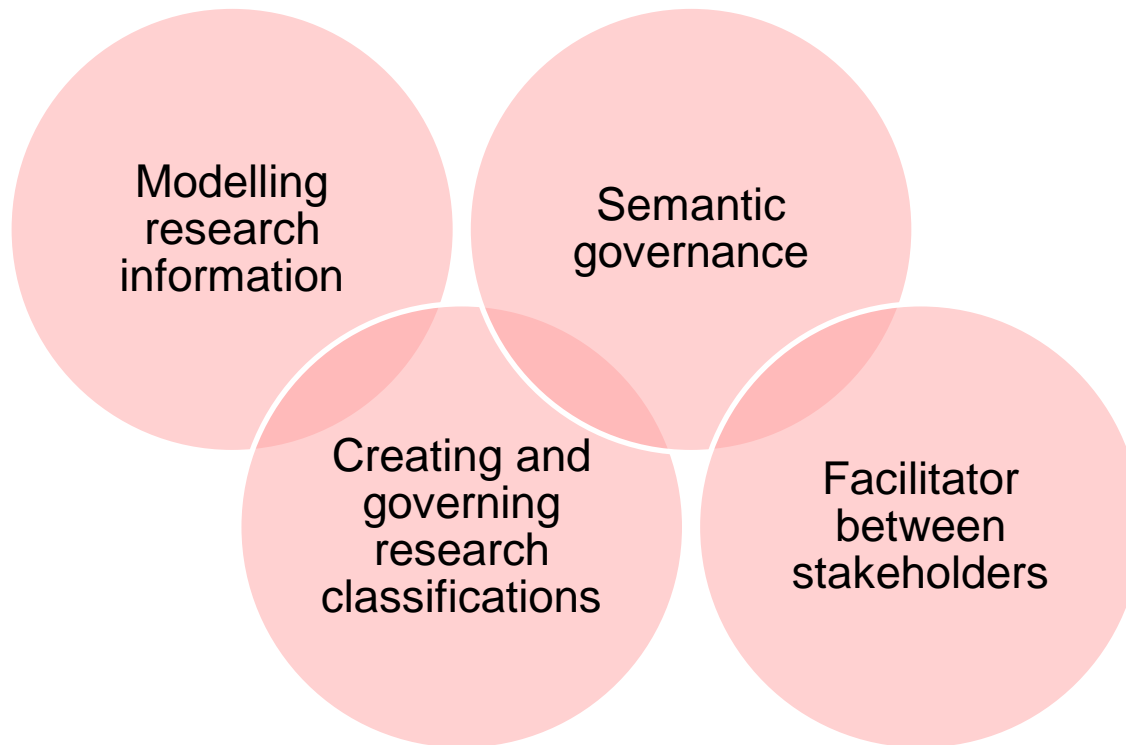 Modelling
research
information
Semantic
governance
Creating and
governing
research
classifications
Facilitator
between
stakeholders